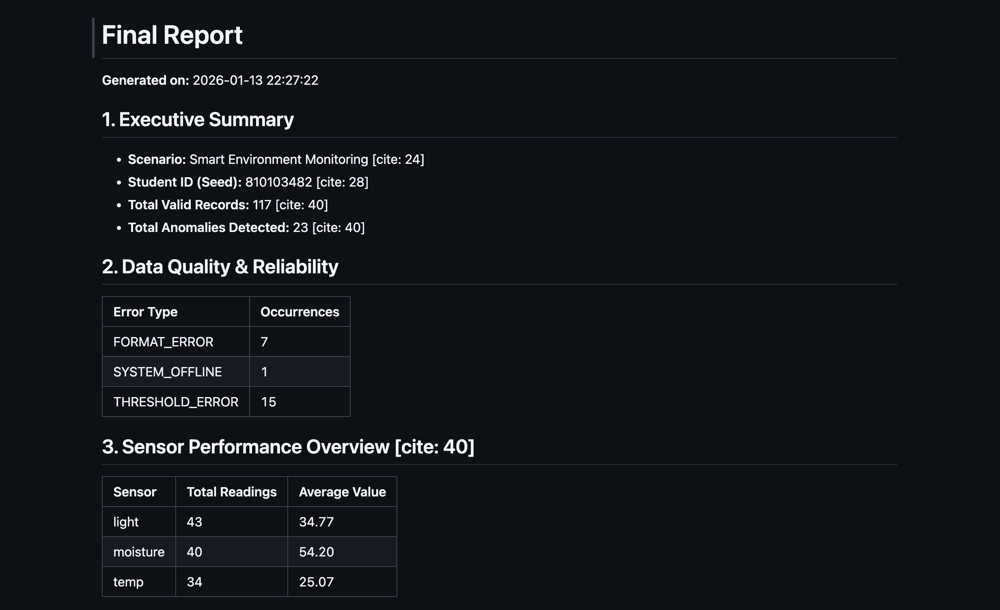 Final Report
Generated on: 2026-01-13 22:27:22
1. Executive Summary
• Scenario: Smart Environment Monitoring [cite: 24]
• Student ID (Seed): 810103482 [cite: 28]
• Total Valid Records: 117 [cite: 40]
• Total Anomalies Detected: 23 [cite: 40]
2. Data Quality & Reliability
Error Type Occurrences
FORMAT_ERROR 7
SYSTEM_OFFLINE 1
THRESHOLD_ERROR 15
3. Sensor Performance Overview [cite: 40]
Sensor Total Readings Average Value
light 43 34.77
moisture 40 54.20
temp 34 25.07